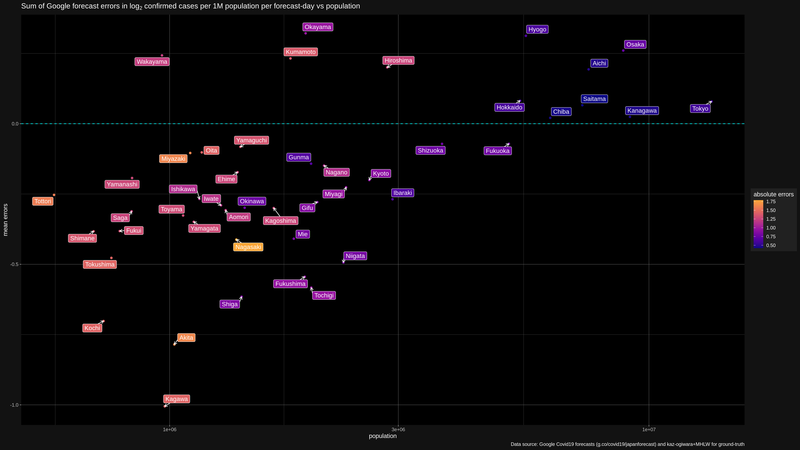 Sum of Google forecast errors in log2 confirmed cases per 1M population per forecast-day vs population
Okayama
Hyogo
Osaka
Kumamoto
Wakayama
Hiroshima
Aichi
Saitama
Hokkaido
Chiba
Kanagawa
Tokyo
0.0
Yamaguchi
Oita
Miyazaki
Gunma
Shizuoka
Fukuoka
Nagano
Kyoto
Ehime
Yamanashi
Ishikawa
Miyagi
Ibaraki
Iwate
Okinawa
Tottori
Toyama
Gifu
Saga
Aomori
Kagoshima
Yamagata
Fukui
Mie
Shimane
Nagasaki
Niigata
-0.5
Tokushima
Fukushima
Tochigi
Shiga
Kochi
Akita
Kagawa
-1.0
mean errors
1e+06
3e+06
1e+07
population
absolute errors
1.75
1.50
1.25
1.00
0.75
0.50
Data source: Google Covid19 forecasts (g.co/covid19/japanforecast) and kaz-ogiwara+MHLW for ground-truth